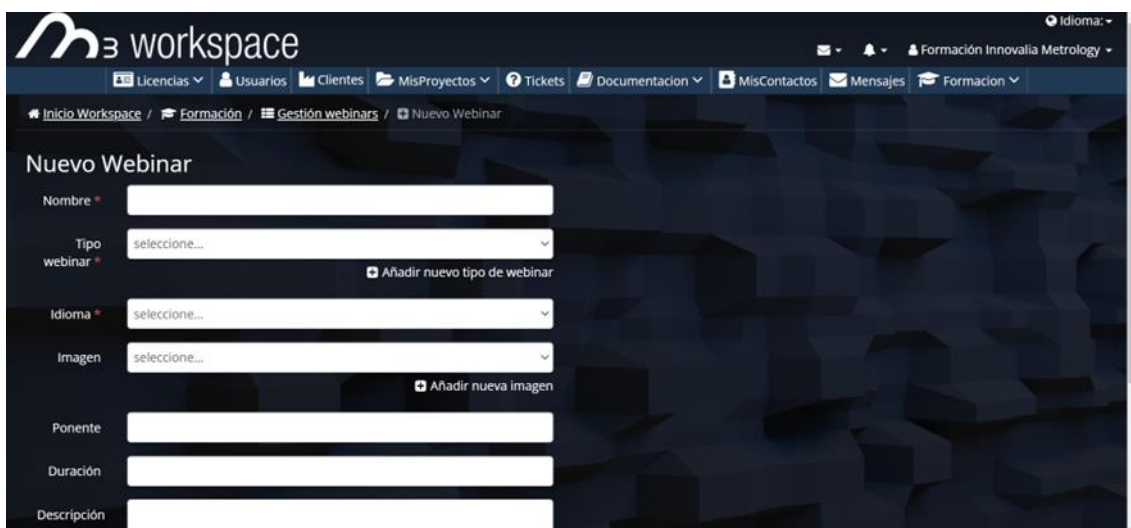 Idioma:
M3 workspace
Formación Innovalia Metrology
Licencias Usuarios Clientes MisProyectos Tickets Documentacion MisContactos Mensajes Formacion
Inicio Workspace / Formación / Gestión webinars / Nuevo Webinar
Nuevo Webinar
Nombre *
Tipo webinar * seleccione...
Añadir nuevo tipo de webinar
Idioma * seleccione...
Imagen seleccione...
Añadir nueva imagen
Ponente
Duración
Descripción